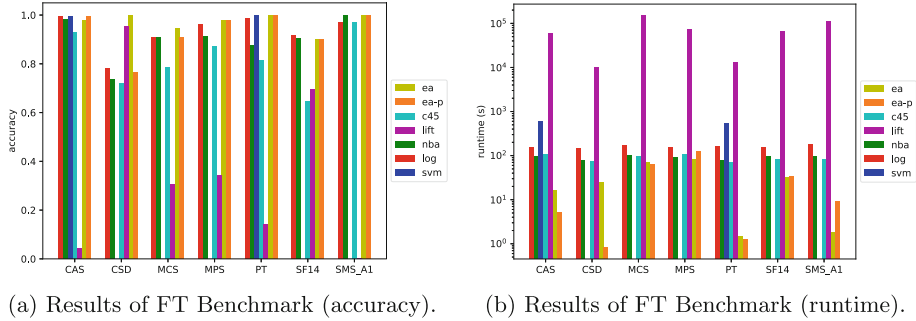 1.0
0.8
0.6
0.4
0.2
0.0
accuracy
CAS CSD MCS MPS PT SF14 SMS_A1
ea
ea-p
c45
lift
nba
log
svm
(a) Results of FT Benchmark (accuracy).
10^5
10^4
10^3
10^2
10^1
10^0
runtime (s)
CAS CSD MCS MPS PT SF14 SMS_A1
ea
ea-p
c45
lift
nba
log
svm
(b) Results of FT Benchmark (runtime).